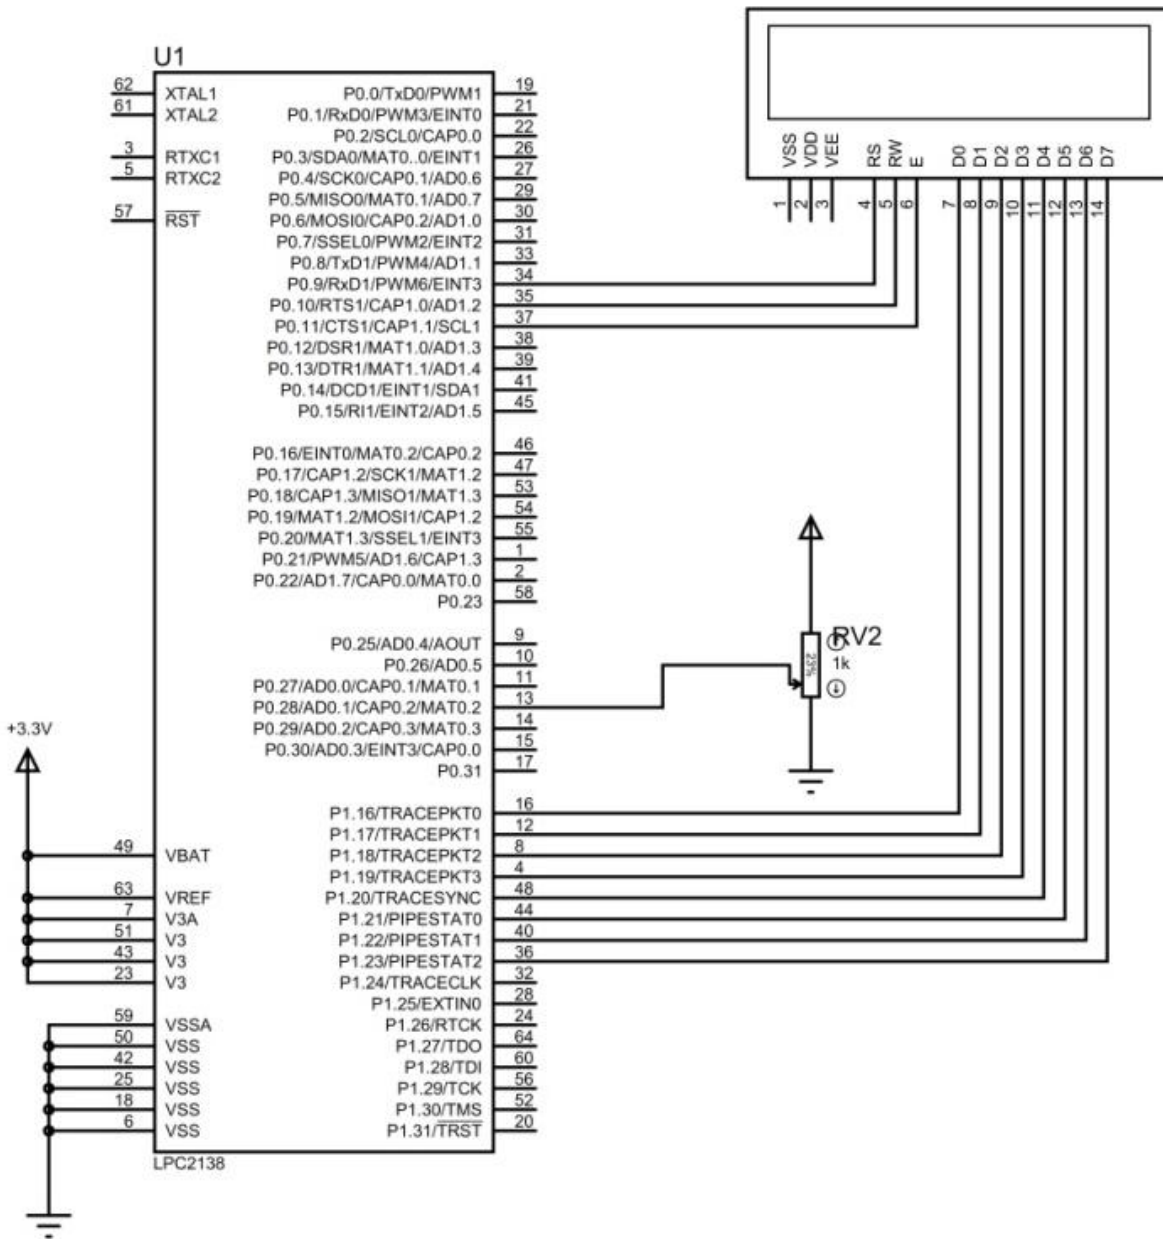 U1
62 XTAL1
61 XTAL2
3 RTXC1
5 RTXC2
57 RST
49 VBAT
63 VREF
7 V3A
51 V3
43 V3
23 V3
59 VSSA
50 VSS
42 VSS
25 VSS
18 VSS
6 VSS
P0.0/TxD0/PWM1 19
P0.1/RxD0/PWM3/EINT0 21
P0.2/SCL0/CAP0.0 22
P0.3/SDA0/MAT0..0/EINT1 26
P0.4/SCK0/CAP0.1/AD0.6 27
P0.5/MISO0/MAT0.1/AD0.7 29
P0.6/MOSI0/CAP0.2/AD1.0 30
P0.7/SSEL0/PWM2/EINT2 31
P0.8/TxD1/PWM4/AD1.1 33
P0.9/RxD1/PWM6/EINT3 34
P0.10/RTS1/CAP1.0/AD1.2 35
P0.11/CTS1/CAP1.1/SCL1 37
P0.12/DSR1/MAT1.0/AD1.3 38
P0.13/DTR1/MAT1.1/AD1.4 39
P0.14/DCD1/EINT1/SDA1 41
P0.15/RI1/EINT2/AD1.5 45
P0.16/EINT0/MAT0.2/CAP0.2 46
P0.17/CAP1.2/SCK1/MAT1.2 47
P0.18/CAP1.3/MISO1/MAT1.3 53
P0.19/MAT1.2/MOSI1/CAP1.2 54
P0.20/MAT1.3/SSEL1/EINT3 55
P0.21/PWM5/AD1.6/CAP1.3 1
P0.22/AD1.7/CAP0.0/MAT0.0 2
P0.23 58
P0.25/AD0.4/AOUT 9
P0.26/AD0.5 10
P0.27/AD0.0/CAP0.1/MAT0.1 11
P0.28/AD0.1/CAP0.2/MAT0.2 13
P0.29/AD0.2/CAP0.3/MAT0.3 14
P0.30/AD0.3/EINT3/CAP0.0 15
P0.31 17
P1.16/TRACEPKT0 16
P1.17/TRACEPKT1 12
P1.18/TRACEPKT2 8
P1.19/TRACEPKT3 4
P1.20/TRACESYNC 48
P1.21/PIPESTAT0 44
P1.22/PIPESTAT1 40
P1.23/PIPESTAT2 36
P1.24/TRACECLK 32
P1.25/EXTIN0 28
P1.26/RTCK 24
P1.27/TDO 64
P1.28/TDI 60
P1.29/TCK 56
P1.30/TMS 52
P1.31/TRST 20
LPC2138
+3.3V
VSS VDD VEE RS RW E D0 D1 D2 D3 D4 D5 D6 D7
1 2 3 4 5 6 7 8 9 10 11 12 13 14
RV2
1k
23%